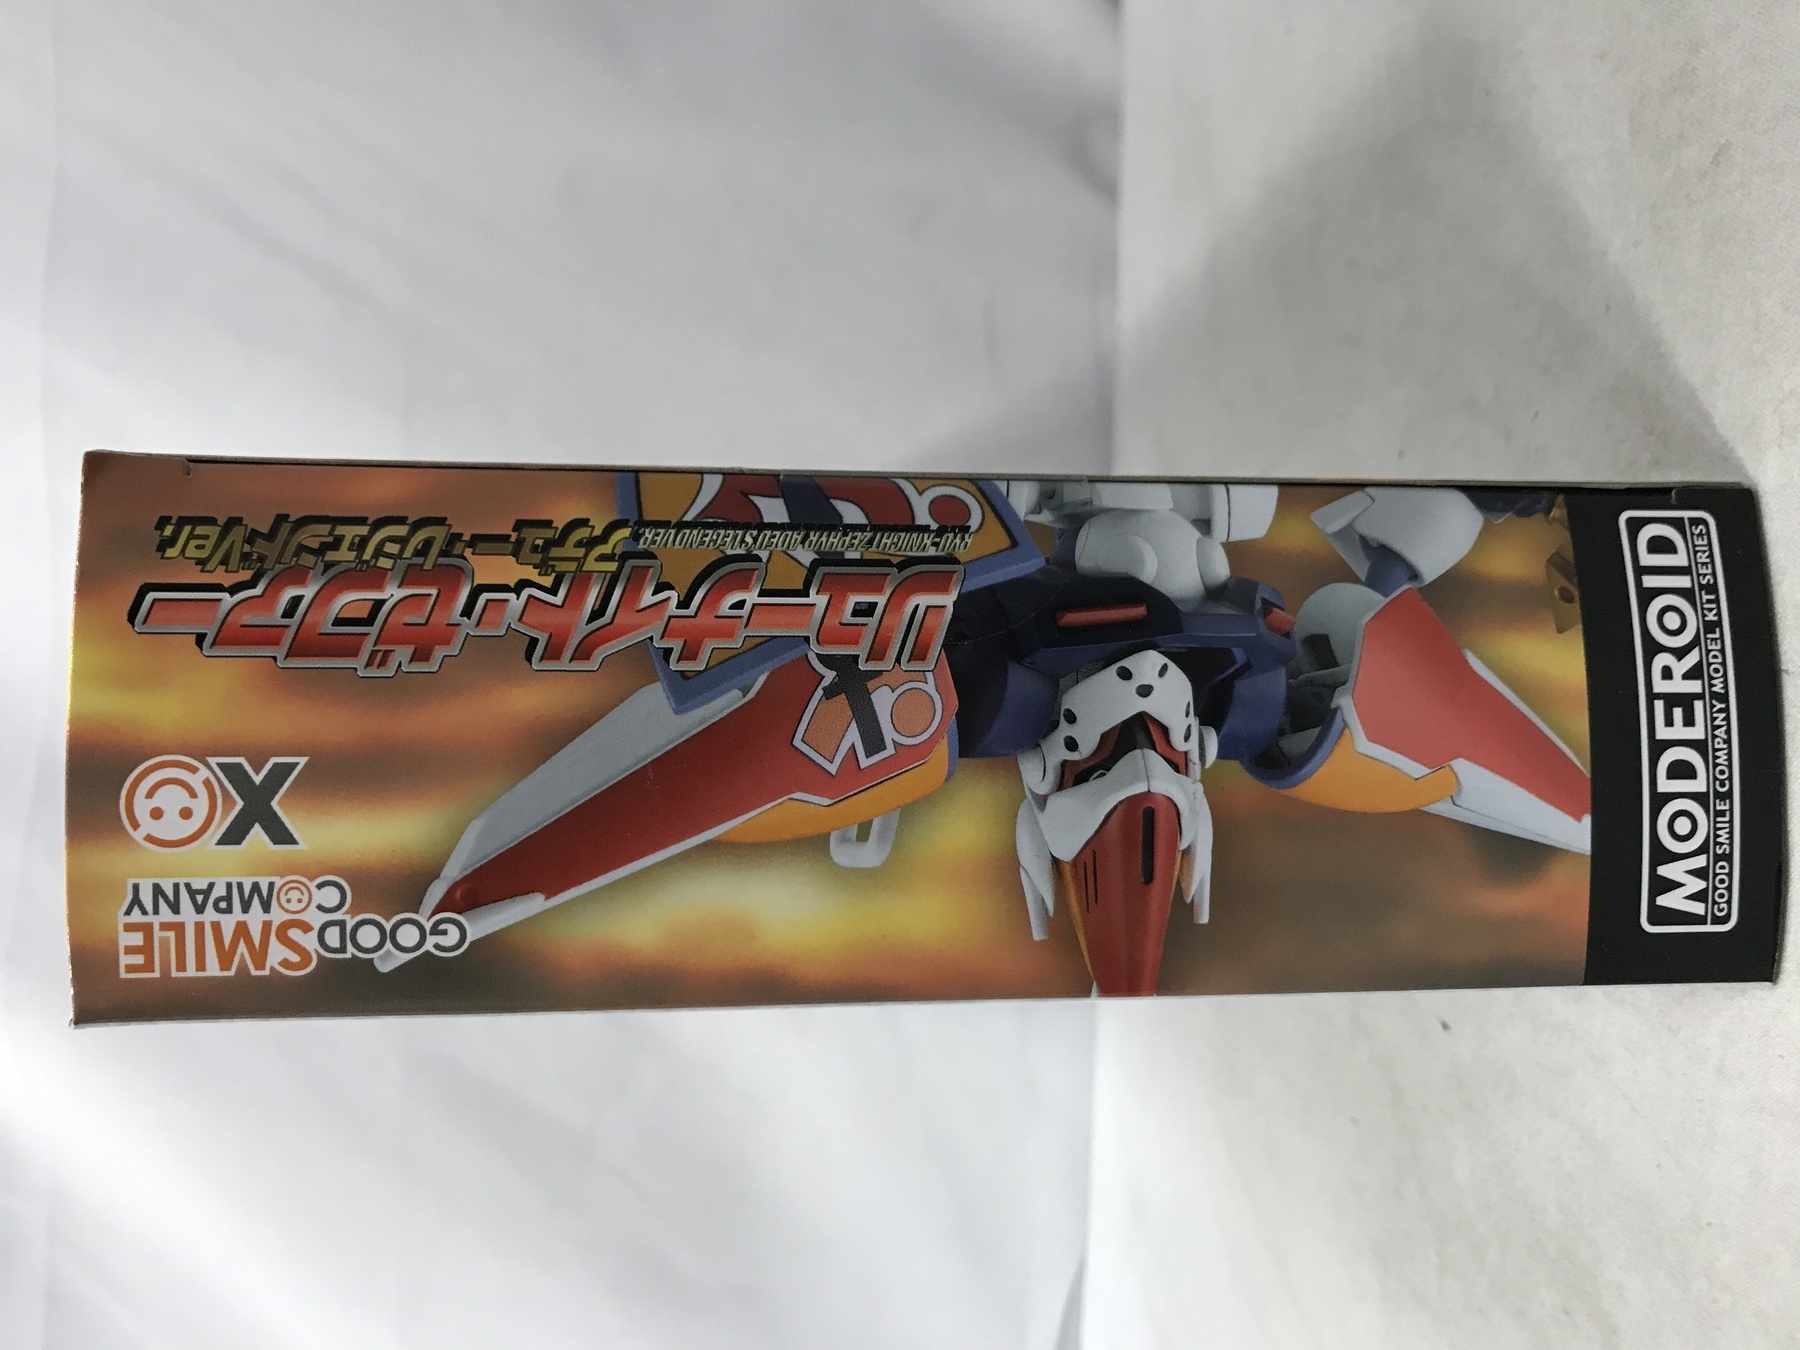 MODEROID
GOOD SMILE COMPANY MODEL KIT SERIES
RYU-KNIGHT ZEPHYR ADEU'S LEGEND VER.
リューナイト・ゼファー
アデュー・レジェンドVer.
GOOD SMILE
COMPANY
X